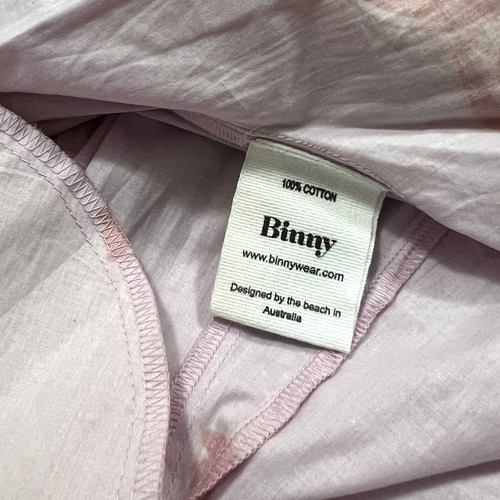 100% COTTON
Binny
www.binnywear.com
Designed by the beach in
Australia